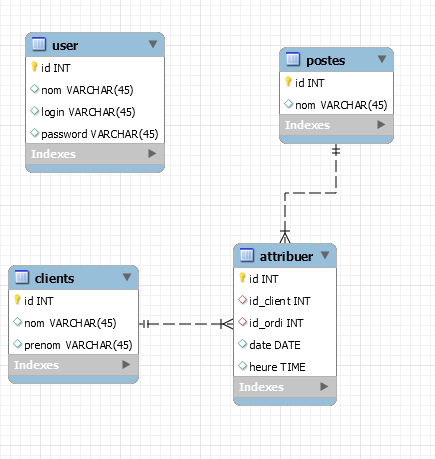 user
id INT
nom VARCHAR(45)
login VARCHAR(45)
password VARCHAR(45)
Indexes
postes
id INT
nom VARCHAR(45)
Indexes
clients
id INT
nom VARCHAR(45)
prenom VARCHAR(45)
Indexes
attribuer
id INT
id_client INT
id_ordi INT
date DATE
heure TIME
Indexes